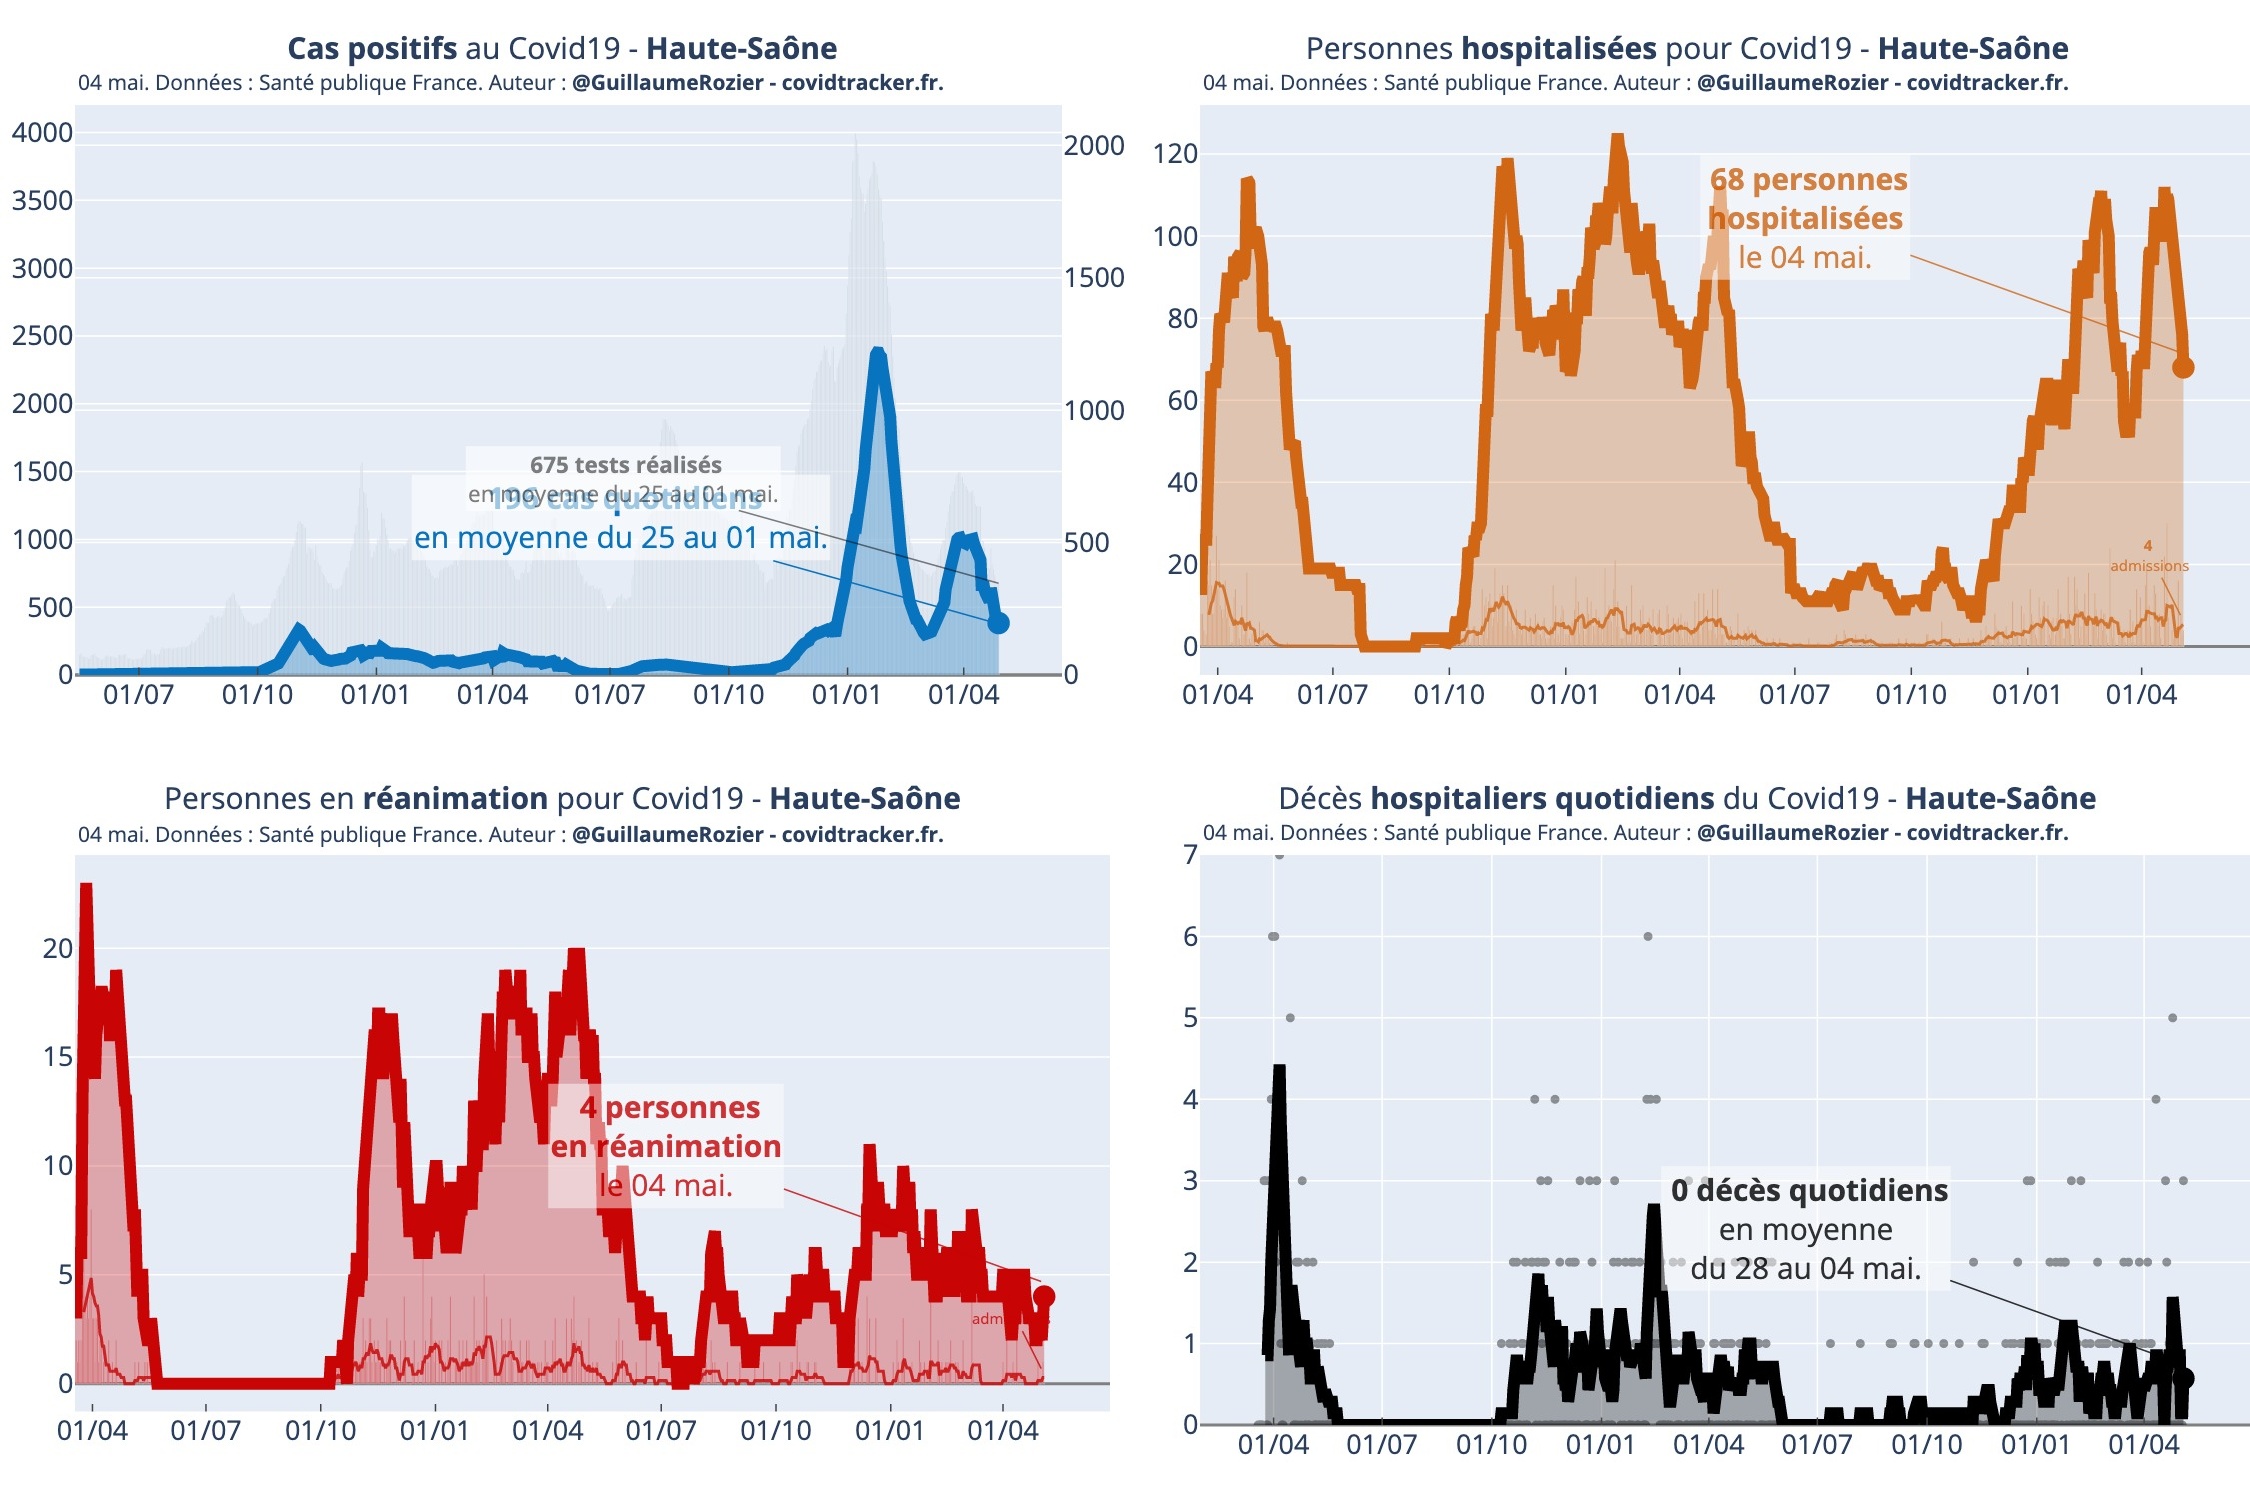 Cas positifs au Covid19 - Haute-Saône
04 mai. Données : Santé publique France. Auteur : @GuillaumeRozier - covidtracker.fr.
4000
3500
3000
2500
2000
1500
1000
500
0
2000
1500
1000
500
0
675 tests réalisés
en moyenne du 25 au 01 mai.
196 cas quotidiens
en moyenne du 25 au 01 mai.
01/07 01/10 01/01 01/04 01/07 01/10 01/01 01/04
Personnes hospitalisées pour Covid19 - Haute-Saône
04 mai. Données : Santé publique France. Auteur : @GuillaumeRozier - covidtracker.fr.
120
100
80
60
40
20
0
68 personnes
hospitalisées
le 04 mai.
4
admissions
01/04 01/07 01/10 01/01 01/04 01/07 01/10 01/01 01/04
Personnes en réanimation pour Covid19 - Haute-Saône
04 mai. Données : Santé publique France. Auteur : @GuillaumeRozier - covidtracker.fr.
20
15
10
5
0
4 personnes
en réanimation
le 04 mai.
01/04 01/07 01/10 01/01 01/04 01/07 01/10 01/01 01/04
Décès hospitaliers quotidiens du Covid19 - Haute-Saône
04 mai. Données : Santé publique France. Auteur : @GuillaumeRozier - covidtracker.fr.
7
6
5
4
3
2
1
0
0 décès quotidiens
en moyenne
du 28 au 04 mai.
01/04 01/07 01/10 01/01 01/04 01/07 01/10 01/01 01/04